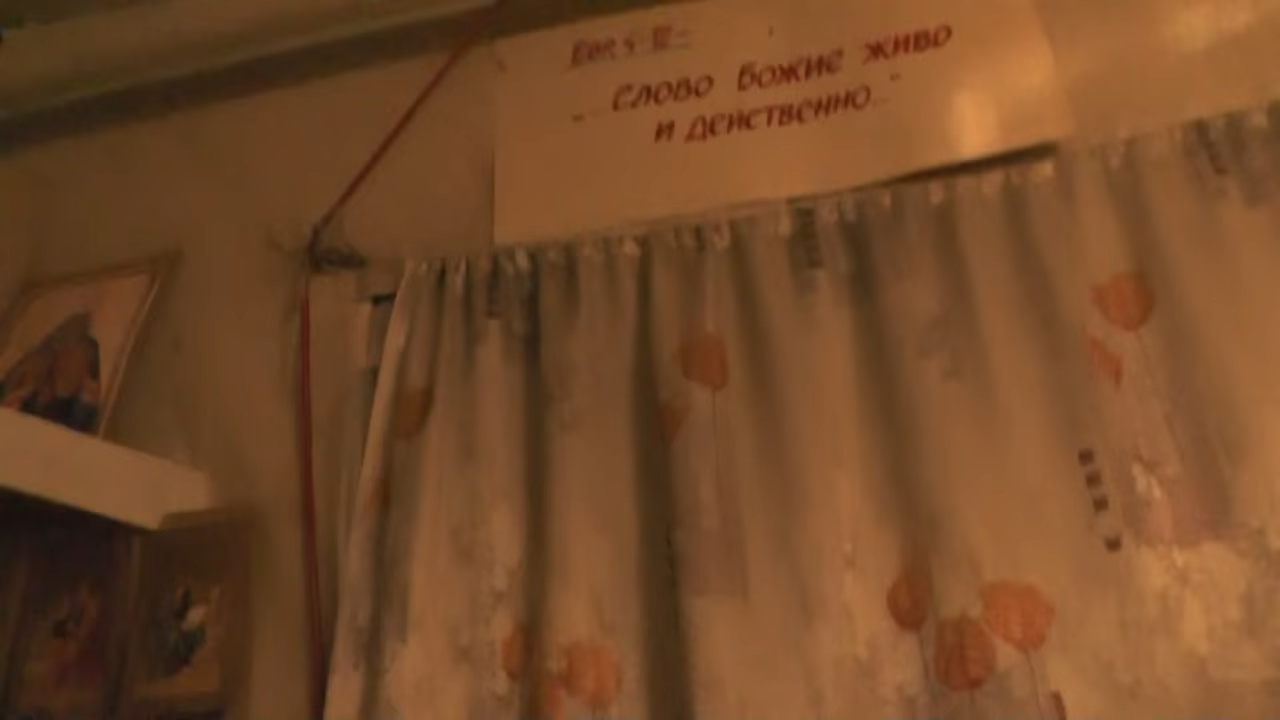 „Слово Божие живо
и действенно..."